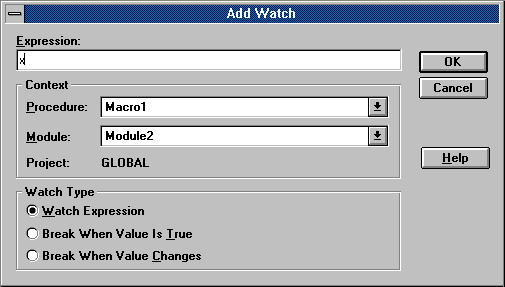 Add Watch
Expression:
x
OK
Cancel
Context
Procedure: Macro1
Module: Module2
Project: GLOBAL
Help
Watch Type
Watch Expression
Break When Value Is True
Break When Value Changes